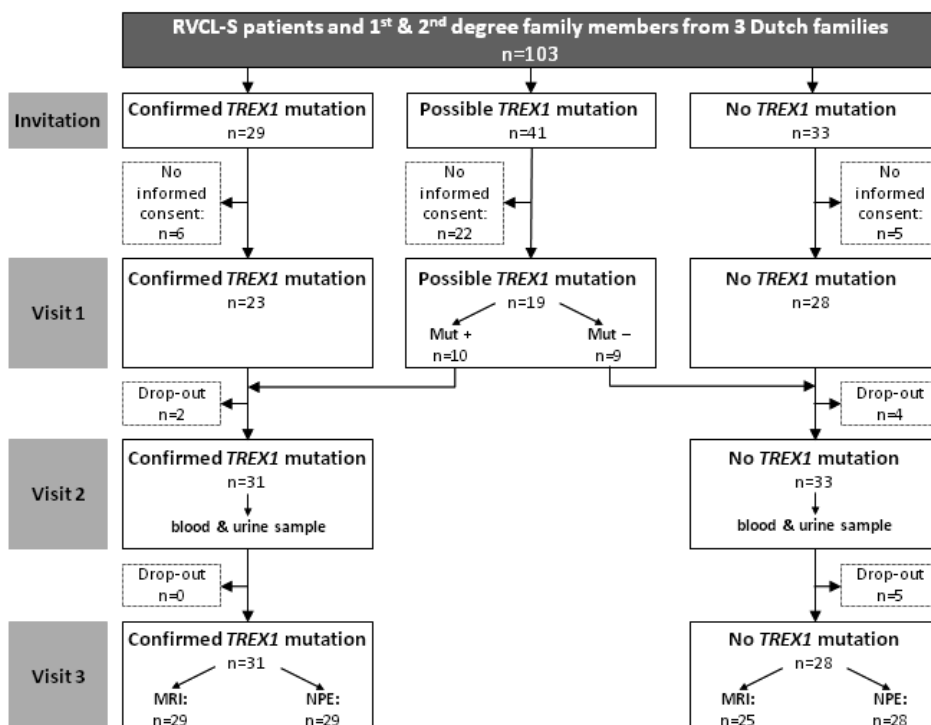 RVCL-S patients and 1st & 2nd degree family members from 3 Dutch families
n=103
Invitation
Confirmed TREX1 mutation
n=29
Possible TREX1 mutation
n=41
No TREX1 mutation
n=33
No
informed
consent:
n=6
No
informed
consent:
n=22
No
informed
consent:
n=5
Visit 1
Confirmed TREX1 mutation
n=23
Possible TREX1 mutation
n=19
Mut +
n=10
Mut –
n=9
No TREX1 mutation
n=28
Drop-out
n=2
Drop-out
n=4
Visit 2
Confirmed TREX1 mutation
n=31
blood & urine sample
No TREX1 mutation
n=33
blood & urine sample
Drop-out
n=0
Drop-out
n=5
Visit 3
Confirmed TREX1 mutation
n=31
MRI:
n=29
NPE:
n=29
No TREX1 mutation
n=28
MRI:
n=25
NPE:
n=28